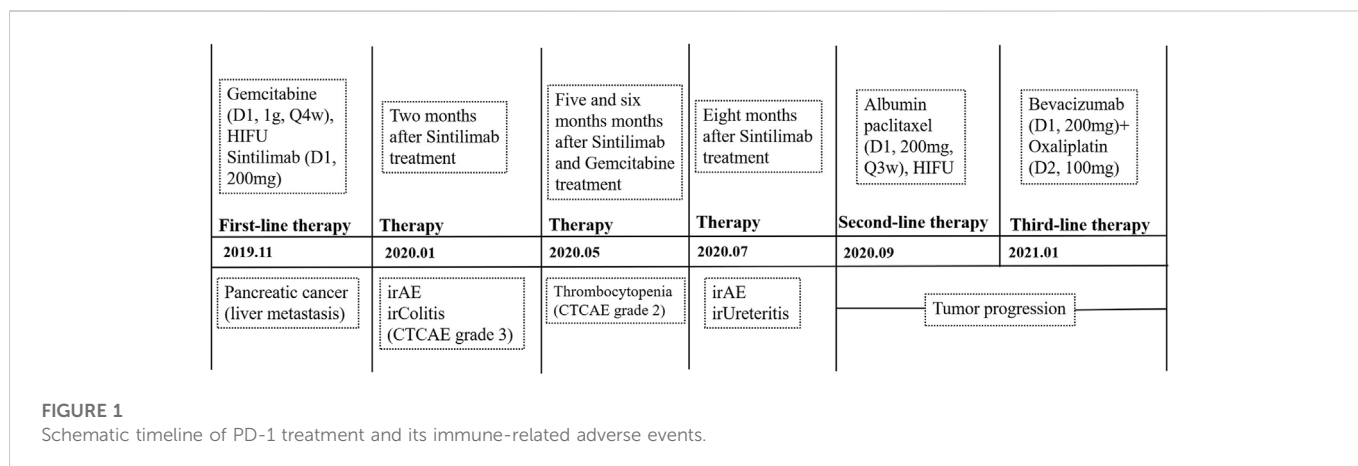 Gemcitabine
(D1, 1g, Q4w),
HIFU
Sintilimab (D1,
200mg)
Two months
after Sintilimab
treatment
Five and six
months months
after Sintilimab
and Gemcitabine
treatment
Eight months
after Sintilimab
treatment
Albumin
paclitaxel
(D1, 200mg,
Q3w), HIFU
Bevacizumab
(D1, 200mg)+
Oxaliplatin
(D2, 100mg)
First-line therapy
Therapy
Therapy
Therapy
Second-line therapy
Third-line therapy
2019.11
2020.01
2020.05
2020.07
2020.09
2021.01
Pancreatic cancer
(liver metastasis)
irAE
irColitis
(CTCAE grade 3)
Thrombocytopenia
(CTCAE grade 2)
irAE
irUreteritis
Tumor progression
FIGURE 1
Schematic timeline of PD-1 treatment and its immune-related adverse events.